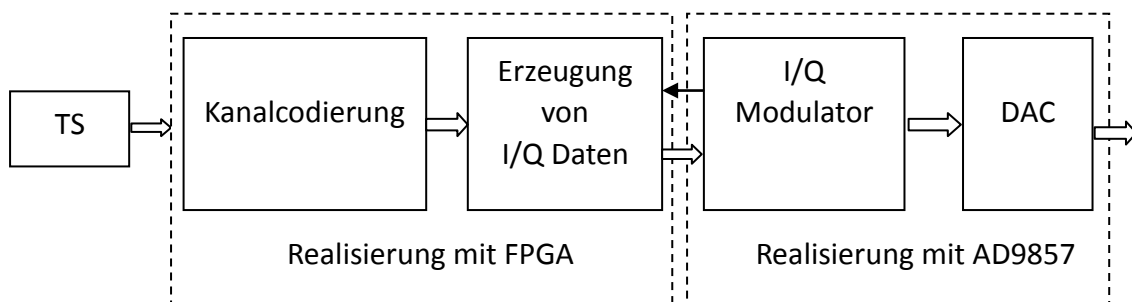 TS
Kanalcodierung
Erzeugung
von
I/Q Daten
I/Q
Modulator
DAC
Realisierung mit FPGA
Realisierung mit AD9857